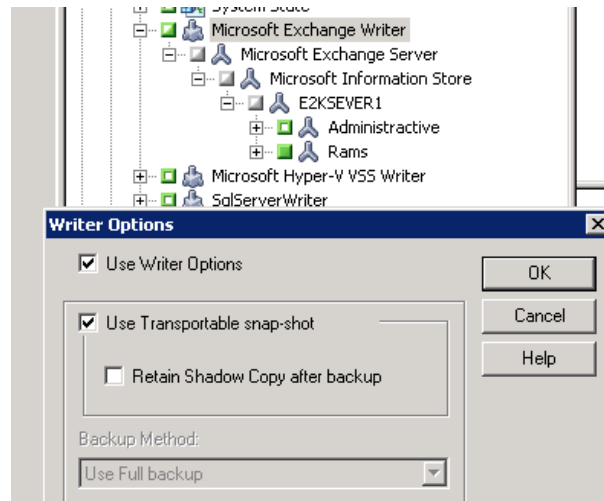 System State
Microsoft Exchange Writer
Microsoft Exchange Server
Microsoft Information Store
E2KSEVER1
Administractive
Rams
Microsoft Hyper-V VSS Writer
SqlServerWriter
Writer Options
Use Writer Options
OK
Use Transportable snap-shot
Cancel
Retain Shadow Copy after backup
Help
Backup Method:
Use Full backup